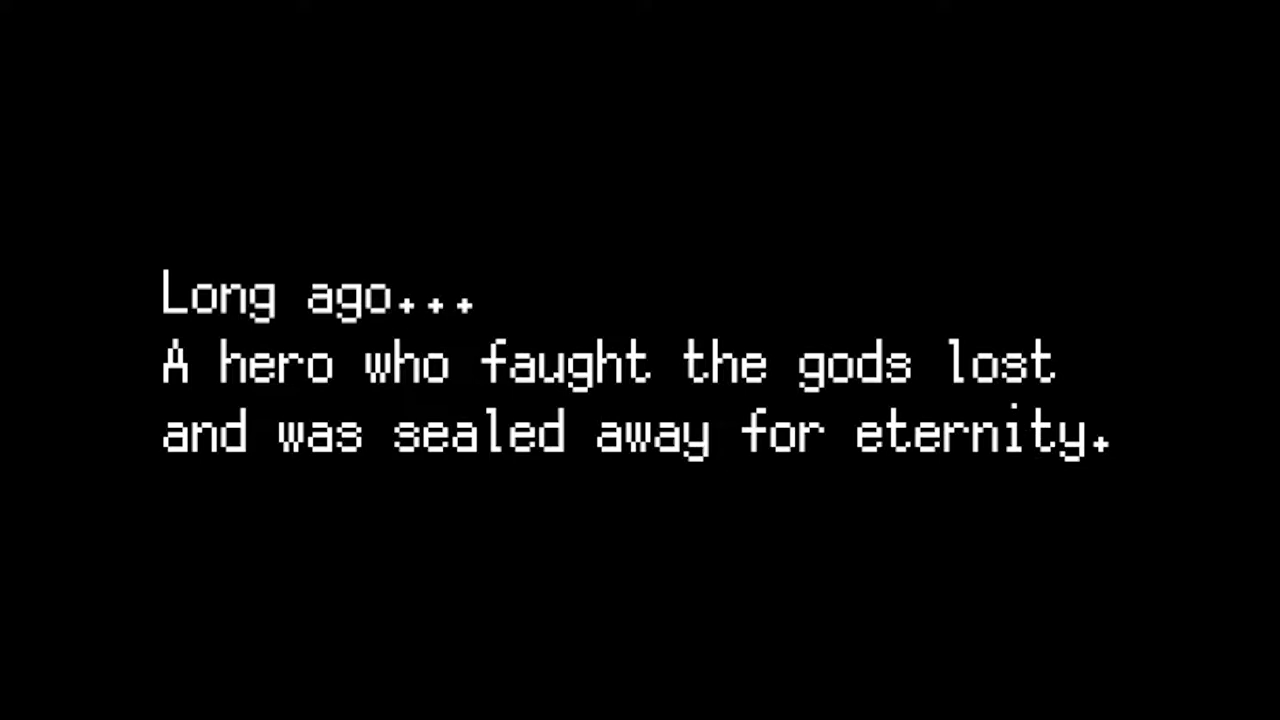 Long ago...
A hero who faught the gods lost
and was sealed away for eternity.